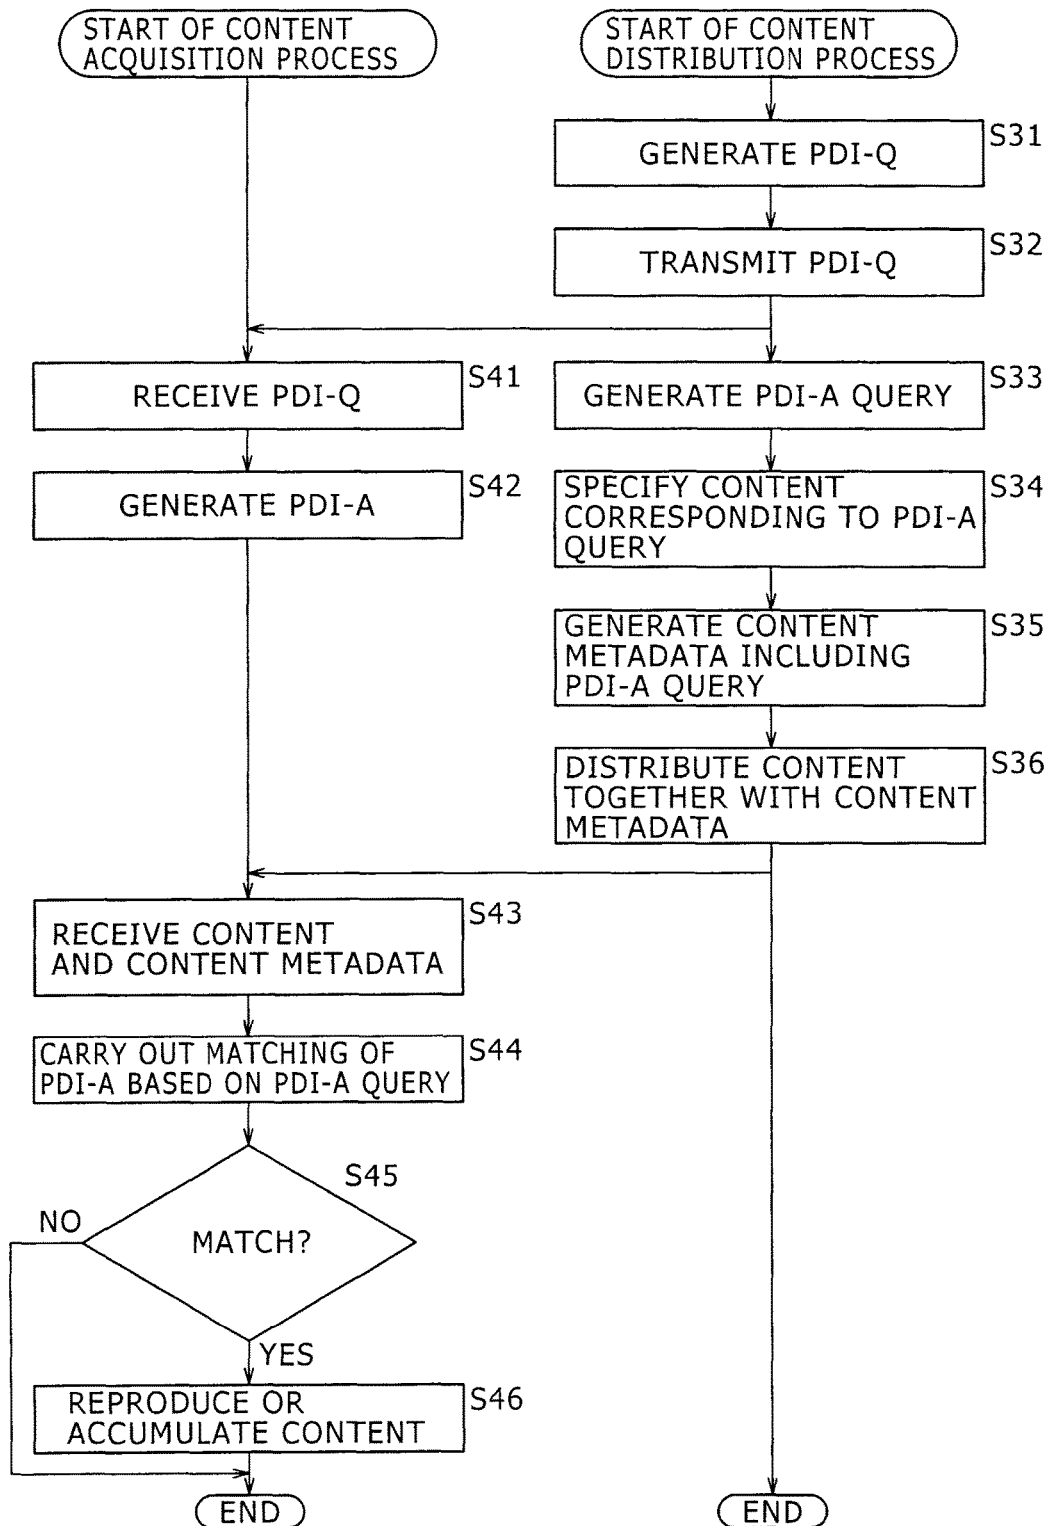 START OF CONTENT
ACQUISITION PROCESS
START OF CONTENT
DISTRIBUTION PROCESS
GENERATE PDI-Q
S31
TRANSMIT PDI-Q
S32
RECEIVE PDI-Q
S41
GENERATE PDI-A QUERY
S33
GENERATE PDI-A
S42
SPECIFY CONTENT
CORRESPONDING TO PDI-A
QUERY
S34
GENERATE CONTENT
METADATA INCLUDING
PDI-A QUERY
S35
DISTRIBUTE CONTENT
TOGETHER WITH CONTENT
METADATA
S36
RECEIVE CONTENT
AND CONTENT METADATA
S43
CARRY OUT MATCHING OF
PDI-A BASED ON PDI-A QUERY
S44
S45
NO
MATCH?
YES
REPRODUCE OR
ACCUMULATE CONTENT
S46
END
END